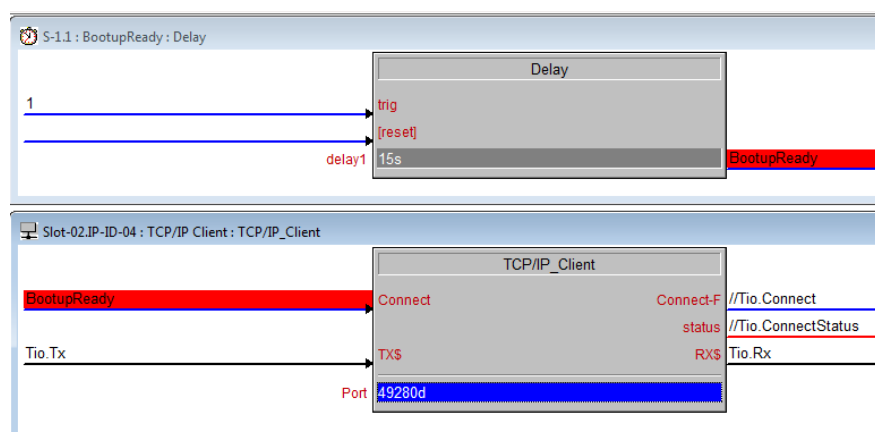 S-1.1 : BootupReady : Delay
Delay
1
trig
[reset]
delay1 15s BootupReady
Slot-02.IP-ID-04 : TCP/IP Client : TCP/IP_Client
TCP/IP_Client
BootupReady Connect Connect-F //Tio.Connect
status //Tio.ConnectStatus
Tio.Tx TX$ RX$ Tio.Rx
Port 49280d